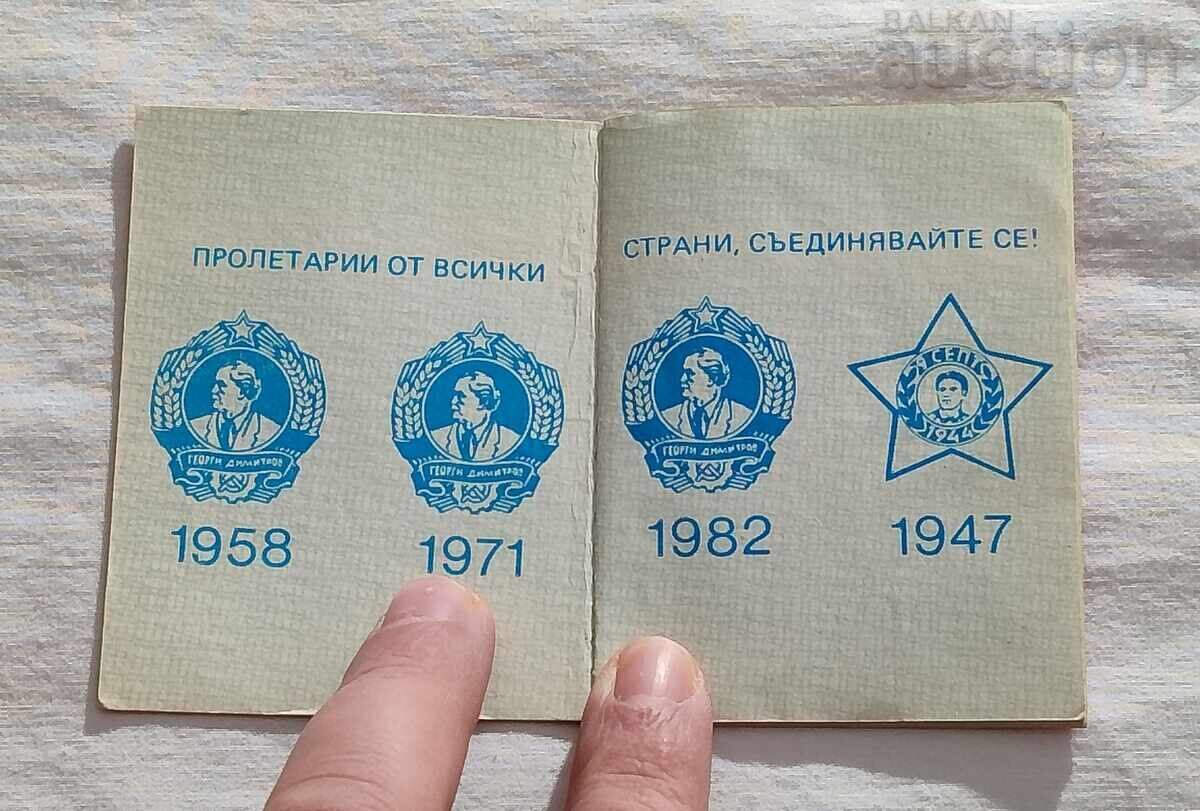 BALKAN
auction
ПРОЛЕТАРИИ ОТ ВСИЧКИ
СТРАНИ, СЪЕДИНЯВАЙТЕ СЕ!
ГЕОРГИ ДИМИТРОВ
1958
ГЕОРГИ ДИМИТРОВ
1971
ГЕОРГИ ДИМИТРОВ
1982
9 СЕПТ
1944
1947